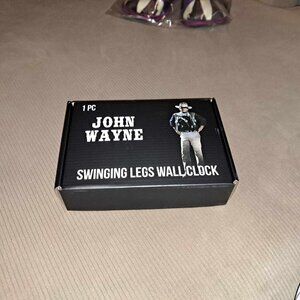 1 PC
JOHN
WAYNE
SWINGING LEGS WALL CLOCK